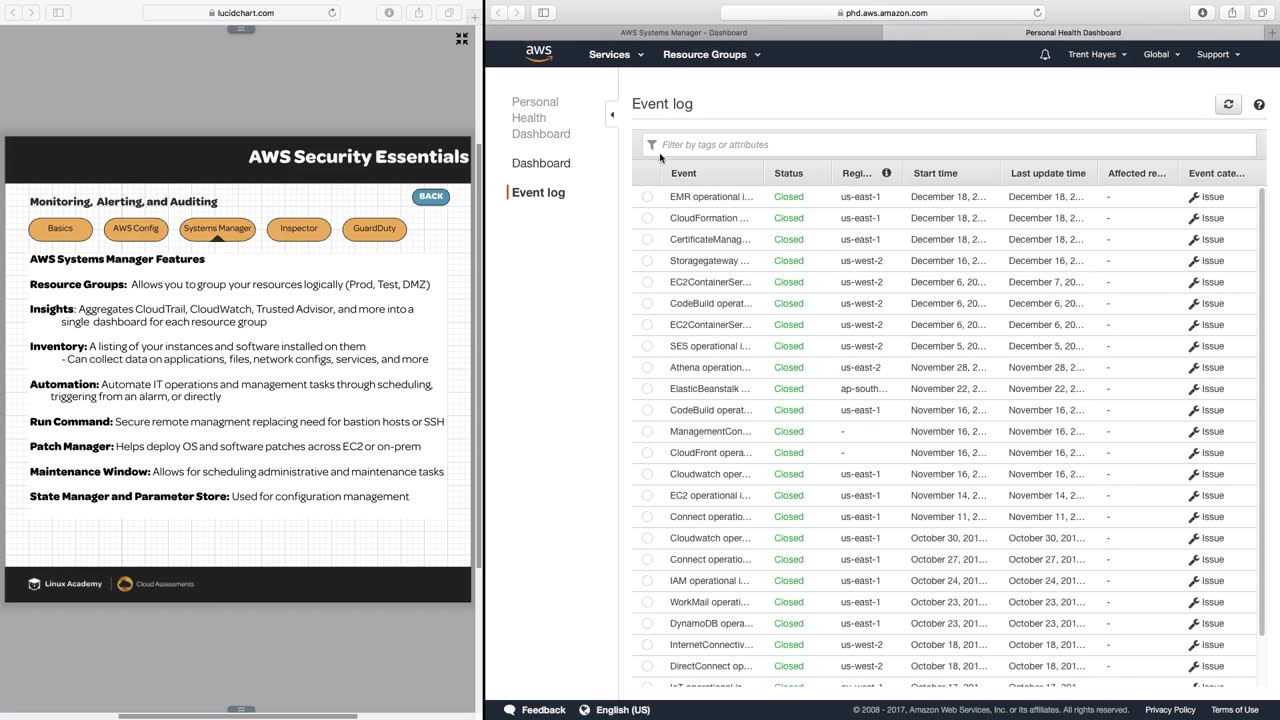 lucidchart.com
AWS Security Essentials
Monitoring, Alerting, and Auditing
BACK
Basics
AWS Config
Systems Manager
Inspector
GuardDuty
AWS Systems Manager Features
Resource Groups: Allows you to group your resources logically (Prod, Test, DMZ)
Insights: Aggregates CloudTrail, CloudWatch, Trusted Advisor, and more into a
single dashboard for each resource group
Inventory: A listing of your instances and software installed on them
- Can collect data on applications, files, network configs, services, and more
Automation: Automate IT operations and management tasks through scheduling,
triggering from an alarm, or directly
Run Command: Secure remote managment replacing need for bastion hosts or SSH
Patch Manager: Helps deploy OS and software patches across EC2 or on-prem
Maintenance Window: Allows for scheduling administrative and maintenance tasks
State Manager and Parameter Store: Used for configuration management
Linux Academy
Cloud Assessments
phd.aws.amazon.com
AWS Systems Manager - Dashboard
Personal Health Dashboard
aws
Services
Resource Groups
Trent Hayes
Global
Support
Personal
Health
Dashboard
Dashboard
Event log
Event log
Filter by tags or attributes
Event Status Regi... Start time Last update time Affected re... Event cate...
EMR operational i... Closed us-east-1 December 18, 2... December 18, 2... - Issue
CloudFormation ... Closed us-east-1 December 18, 2... December 18, 2... - Issue
CertificateManag... Closed us-east-1 December 18, 2... December 18, 2... - Issue
Storagegateway ... Closed us-west-2 December 16, 2... December 16, 2... - Issue
EC2ContainerSer... Closed us-west-2 December 6, 20... December 7, 20... - Issue
CodeBuild operat... Closed us-west-2 December 6, 20... December 6, 20... - Issue
EC2ContainerSer... Closed us-west-2 December 6, 20... December 6, 20... - Issue
SES operational i... Closed us-west-2 December 5, 20... December 5, 20... - Issue
Athena operation... Closed us-east-2 November 28, 2... November 28, 2... - Issue
ElasticBeanstalk ... Closed ap-south... November 22, 2... November 22, 2... - Issue
CodeBuild operat... Closed us-east-1 November 16, 2... November 16, 2... - Issue
ManagementCon... Closed - November 16, 2... November 16, 2... - Issue
CloudFront opera... Closed - November 16, 2... November 16, 2... - Issue
Cloudwatch oper... Closed us-east-1 November 16, 2... November 16, 2... - Issue
EC2 operational i... Closed us-east-1 November 14, 2... November 14, 2... - Issue
Connect operatio... Closed us-east-1 November 11, 2... November 11, 2... - Issue
Cloudwatch oper... Closed us-east-1 October 30, 201... October 30, 201... - Issue
Connect operatio... Closed us-east-1 October 27, 201... October 27, 201... - Issue
IAM operational i... Closed us-east-1 October 24, 201... October 24, 201... - Issue
WorkMail operati... Closed us-east-1 October 23, 201... October 23, 201... - Issue
DynamoDB opera... Closed us-east-1 October 23, 201... October 23, 201... - Issue
InternetConnectiv... Closed us-west-2 October 18, 201... October 18, 201... - Issue
DirectConnect op... Closed us-west-2 October 18, 201... October 18, 201... - Issue
Feedback
English (US)
© 2008 - 2017, Amazon Web Services, Inc. or its affiliates. All rights reserved.
Privacy Policy
Terms of Use